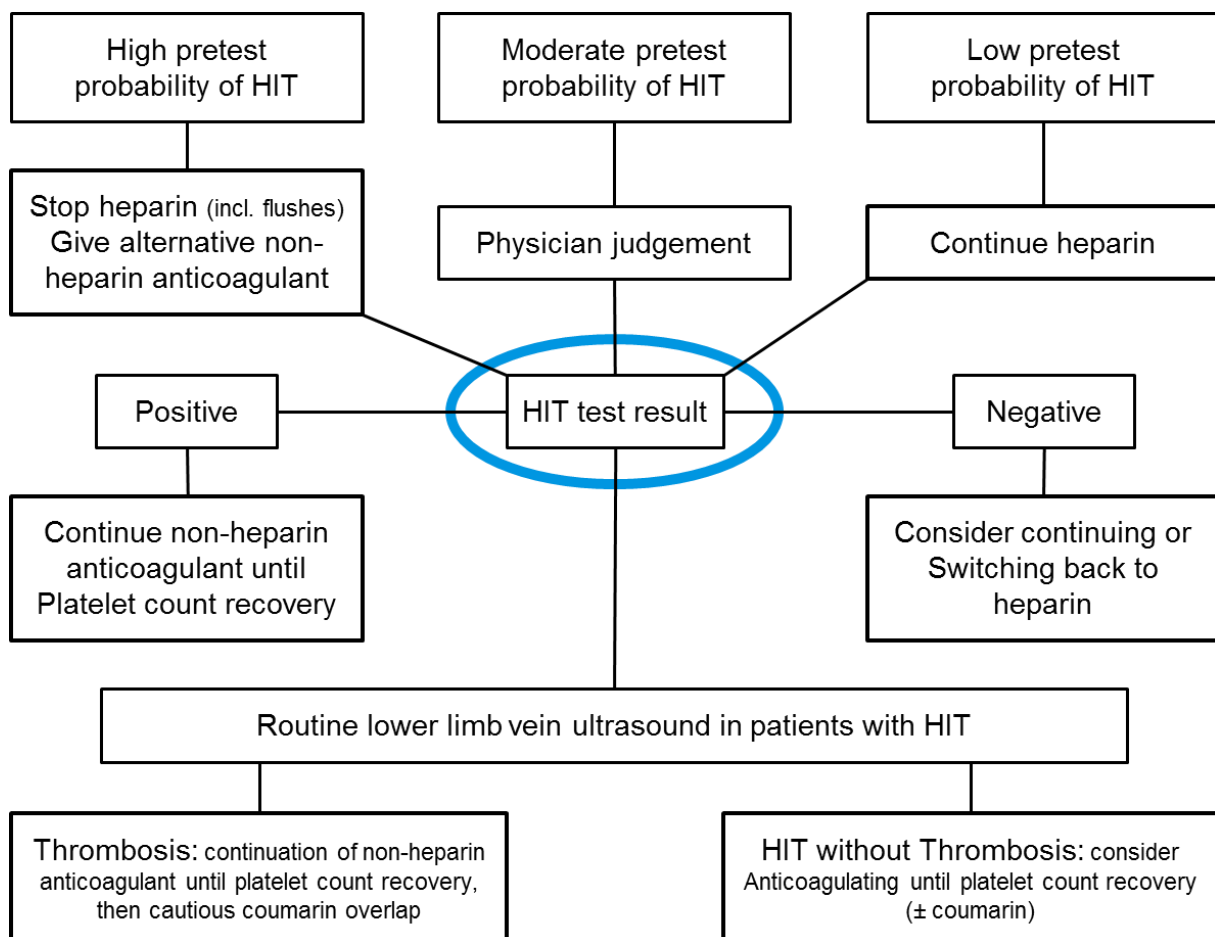 High pretest
probability of HIT
Moderate pretest
probability of HIT
Low pretest
probability of HIT
Stop heparin (incl. flushes)
Give alternative non-
heparin anticoagulant
Physician judgement
Continue heparin
Positive
HIT test result
Negative
Continue non-heparin
anticoagulant until
Platelet count recovery
Consider continuing or
Switching back to
heparin
Routine lower limb vein ultrasound in patients with HIT
Thrombosis: continuation of non-heparin
anticoagulant until platelet count recovery,
then cautious coumarin overlap
HIT without Thrombosis: consider
Anticoagulating until platelet count recovery
(± coumarin)